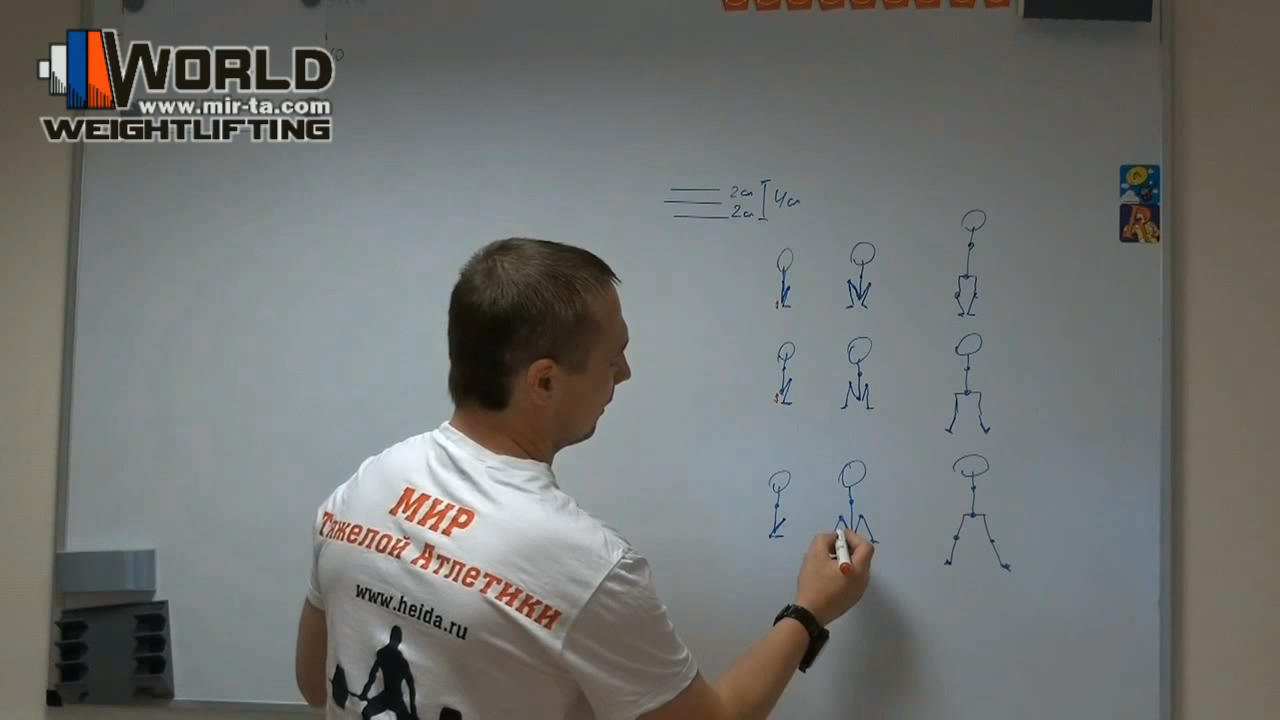 WORLD
www.mir-ta.com
WEIGHTLIFTING
2см
4см
2см
МИР
Тяжелой Атлетики
www.heida.ru